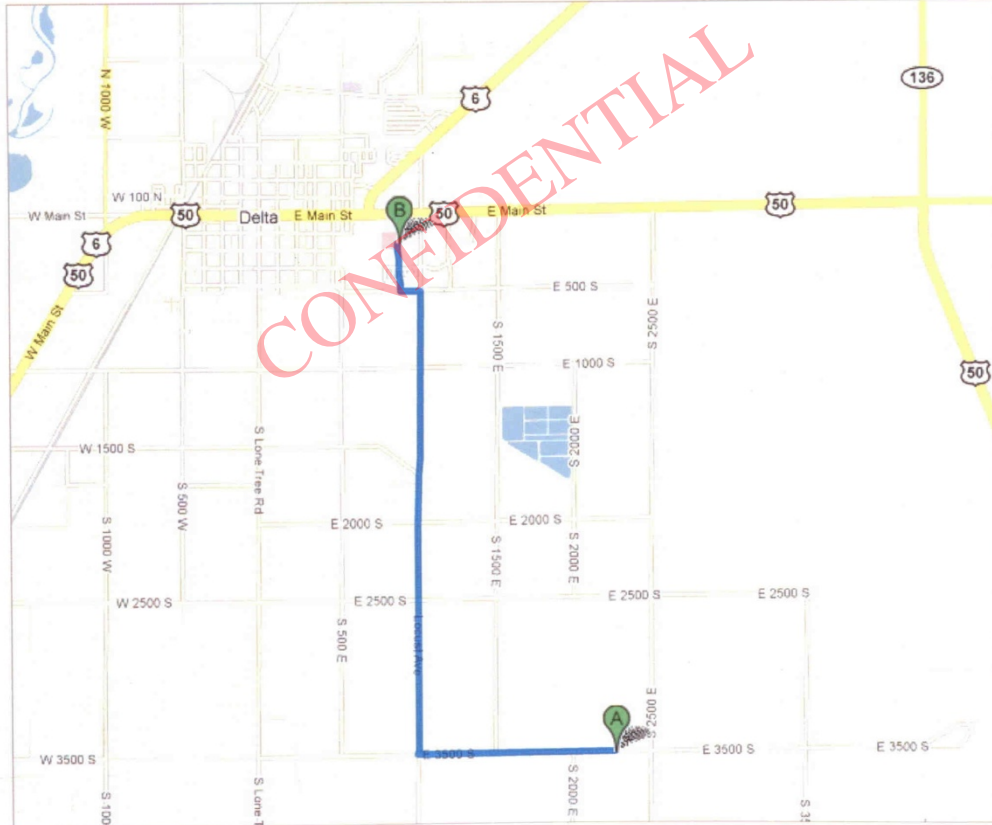 136
6
N 1000 W
CONFIDENTIAL
W 100 N
W Main St
50
Delta
E Main St
B
50
E Main St
50
6
50
W Main St
E 500 S
S 1500 E
S 2500 E
E 1000 S
50
W 1500 S
S Lone Tree Rd
S 2000 E
S 500 W
E 2000 S
E 2000 S
S 1000 W
S 1500 E
S 2000 E
W 2500 S
E 2500 S
E 2500 S
E 2500 S
S 500 E
Locust Ave
A
2500 E
W 3500 S
E 3500 S
E 3500 S
E 3500 S
S 100
S Lone T
S 2000 E